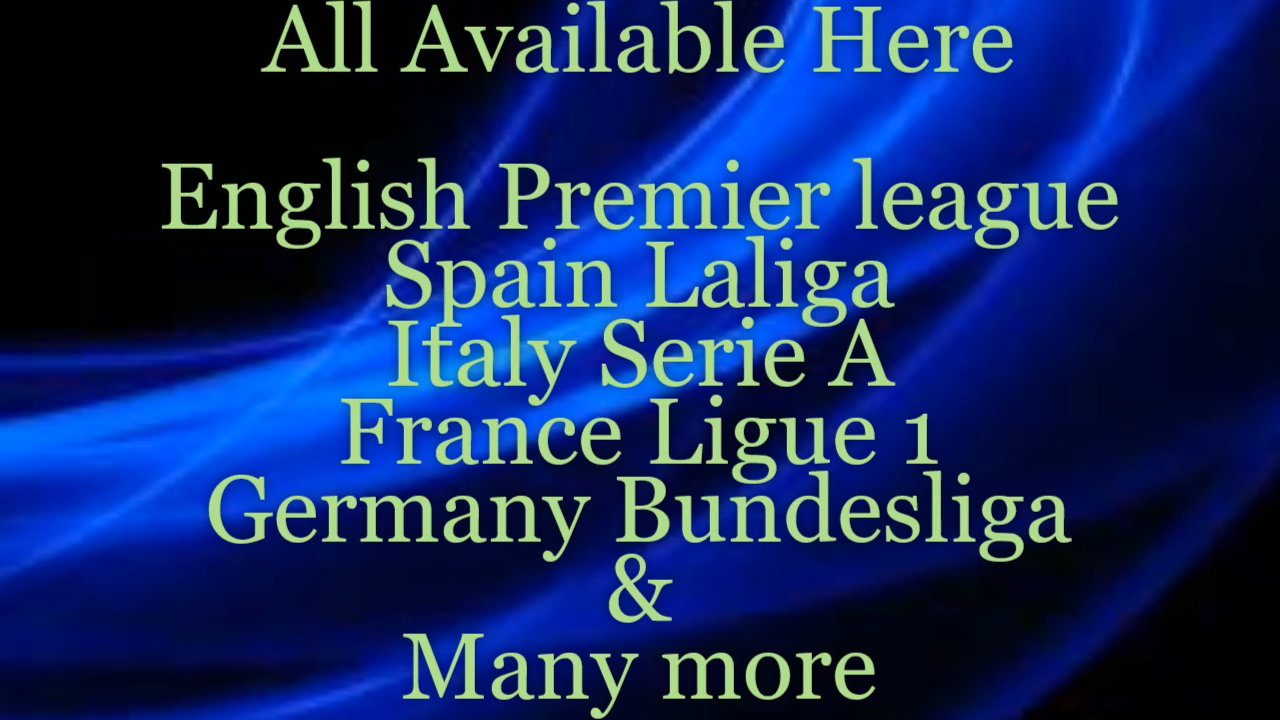 All Available Here
English Premier league
Spain Laliga
Italy Serie A
France Ligue 1
Germany Bundesliga
&
Many more